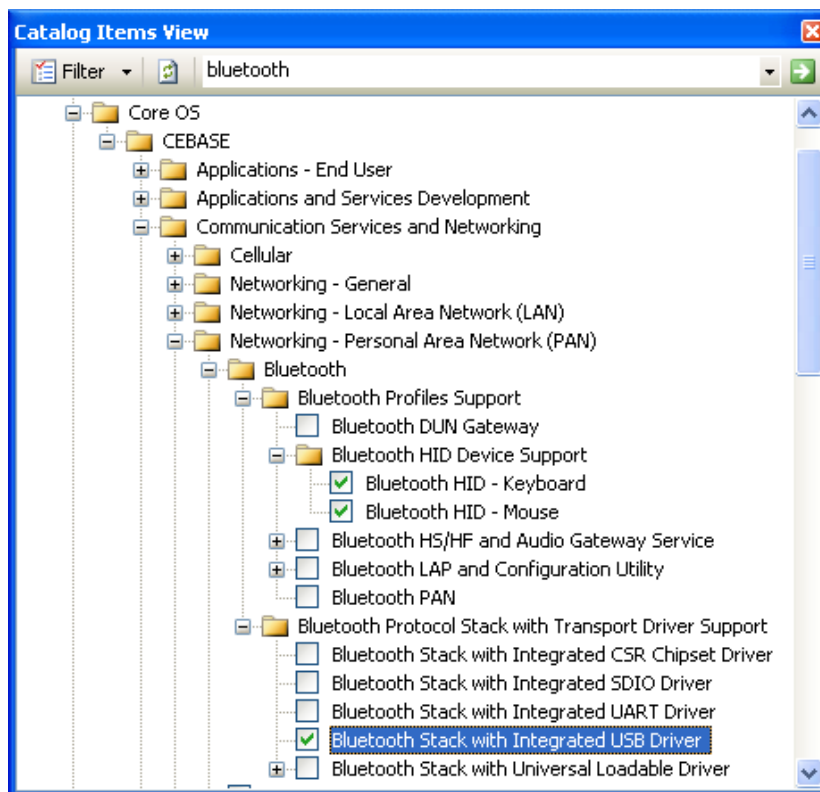 Catalog Items View
Filter bluetooth
Core OS
CEBASE
Applications - End User
Applications and Services Development
Communication Services and Networking
Cellular
Networking - General
Networking - Local Area Network (LAN)
Networking - Personal Area Network (PAN)
Bluetooth
Bluetooth Profiles Support
Bluetooth DUN Gateway
Bluetooth HID Device Support
Bluetooth HID - Keyboard
Bluetooth HID - Mouse
Bluetooth HS/HF and Audio Gateway Service
Bluetooth LAP and Configuration Utility
Bluetooth PAN
Bluetooth Protocol Stack with Transport Driver Support
Bluetooth Stack with Integrated CSR Chipset Driver
Bluetooth Stack with Integrated SDIO Driver
Bluetooth Stack with Integrated UART Driver
Bluetooth Stack with Integrated USB Driver
Bluetooth Stack with Universal Loadable Driver